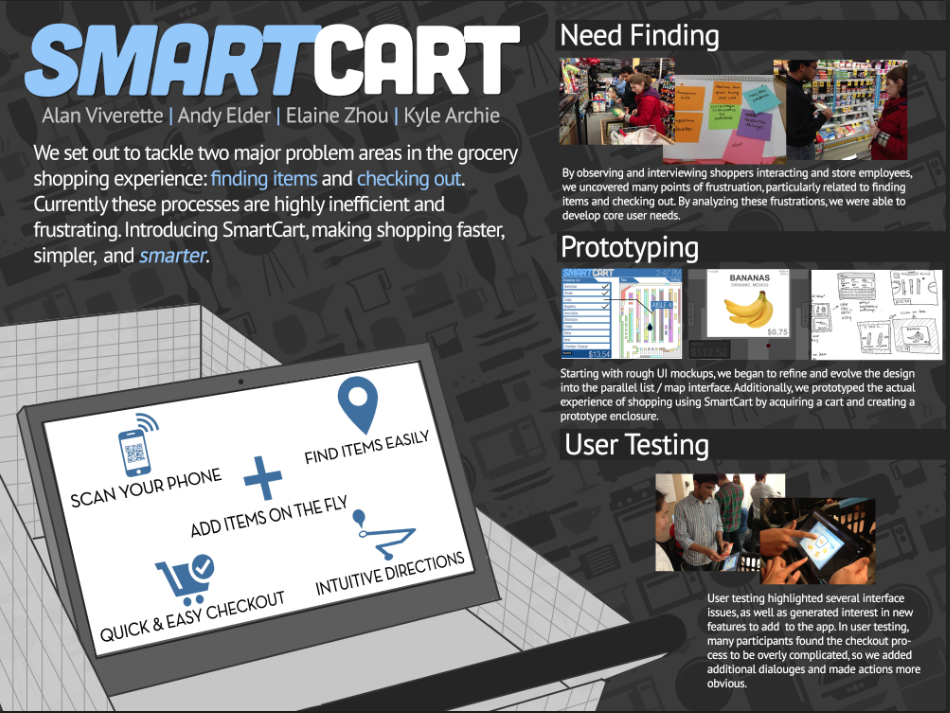 SMARTCART
Alan Viverette | Andy Elder | Elaine Zhou | Kyle Archie
We set out to tackle two major problem areas in the grocery
shopping experience: finding items and checking out.
Currently these processes are highly inefficient and
frustrating. Introducing SmartCart, making shopping faster,
simpler, and smarter.
SCAN YOUR PHONE
FIND ITEMS EASILY
ADD ITEMS ON THE FLY
QUICK & EASY CHECKOUT
INTUITIVE DIRECTIONS
Need Finding
By observing and interviewing shoppers interacting and store employees,
we uncovered many points of frustruation, particularly related to finding
items and checking out. By analyzing these frustrations, we were able to
develop core user needs.
Prototyping
SMARTCART 2:47 PM
AISLE 4
$13.54
BANANAS
ORGANIC, MEXICO
$8.75
Starting with rough UI mockups, we began to refine and evolve the design
into the parallel list / map interface. Additionally, we prototyped the actual
experience of shopping using SmartCart by acquiring a cart and creating a
prototype enclosure.
User Testing
User testing highlighted several interface
issues, as well as generated interest in new
features to add to the app. In user testing,
many participants found the checkout pro-
cess to be overly complicated, so we added
additional dialouges and made actions more
obvious.